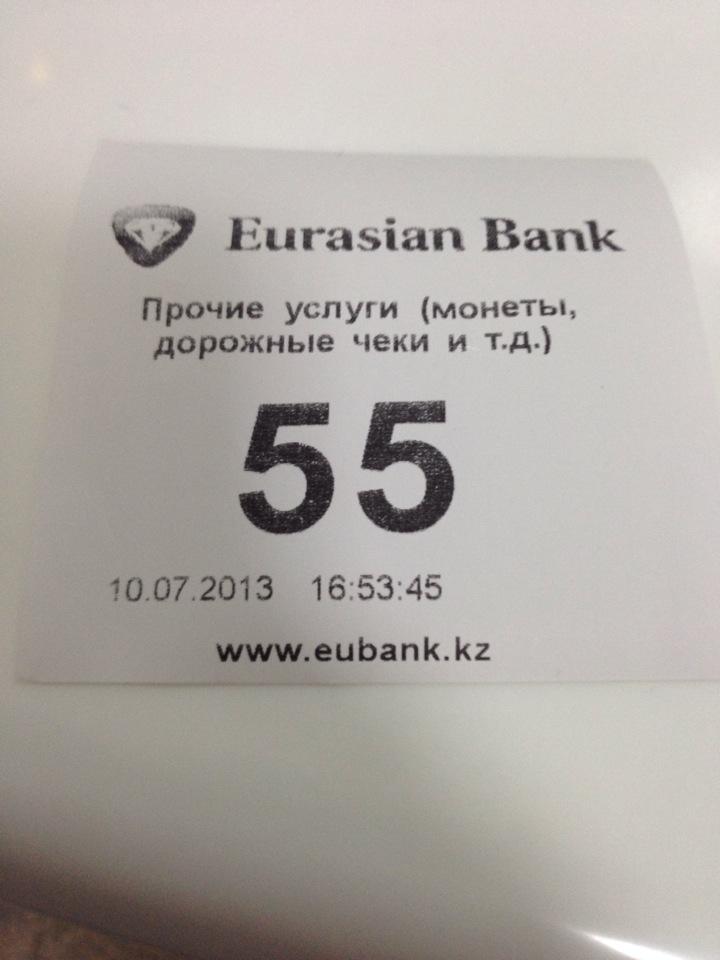 Eurasian Bank
Прочие услуги (монеты,
дорожные чеки и т.д.)
55
10.07.2013 16:53:45
www.eubank.kz